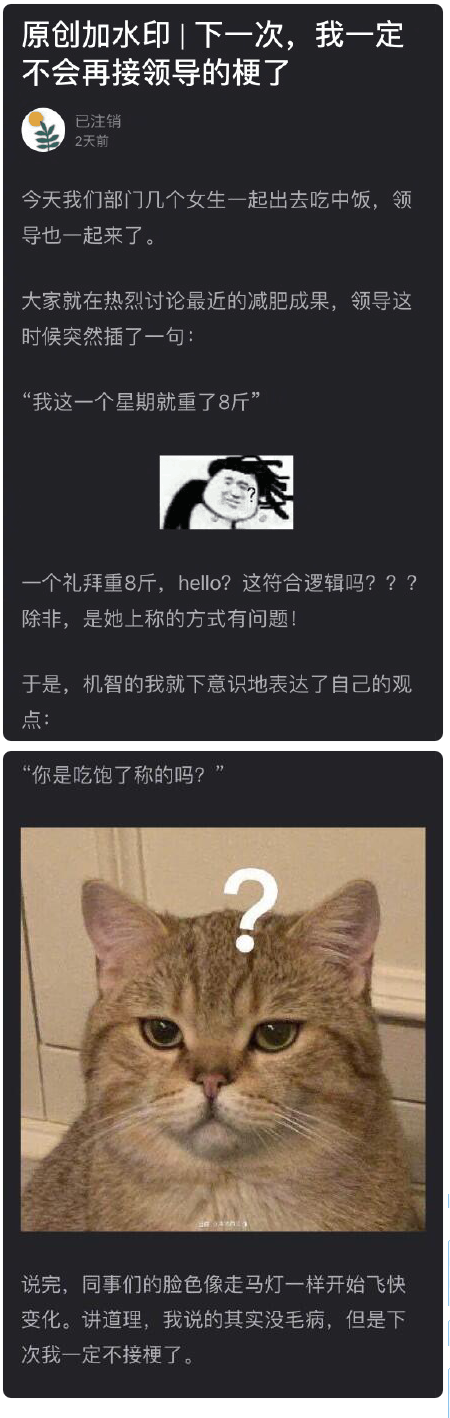 原创加水印 | 下一次，我一定
不会再接领导的梗了
已注销
2天前
今天我们部门几个女生一起出去吃中饭，领
导也一起来了。
大家就在热烈讨论最近的减肥成果，领导这
时候突然插了一句：
“我这一个星期就重了8斤”
?
一个礼拜重8斤，hello？这符合逻辑吗？？？
除非，是她上称的方式有问题！
于是，机智的我就下意识地表达了自己的观
点：
“你是吃饱了称的吗？”
?
说完，同事们的脸色像走马灯一样开始飞快
变化。讲道理，我说的其实没毛病，但是下
次我一定不接梗了。